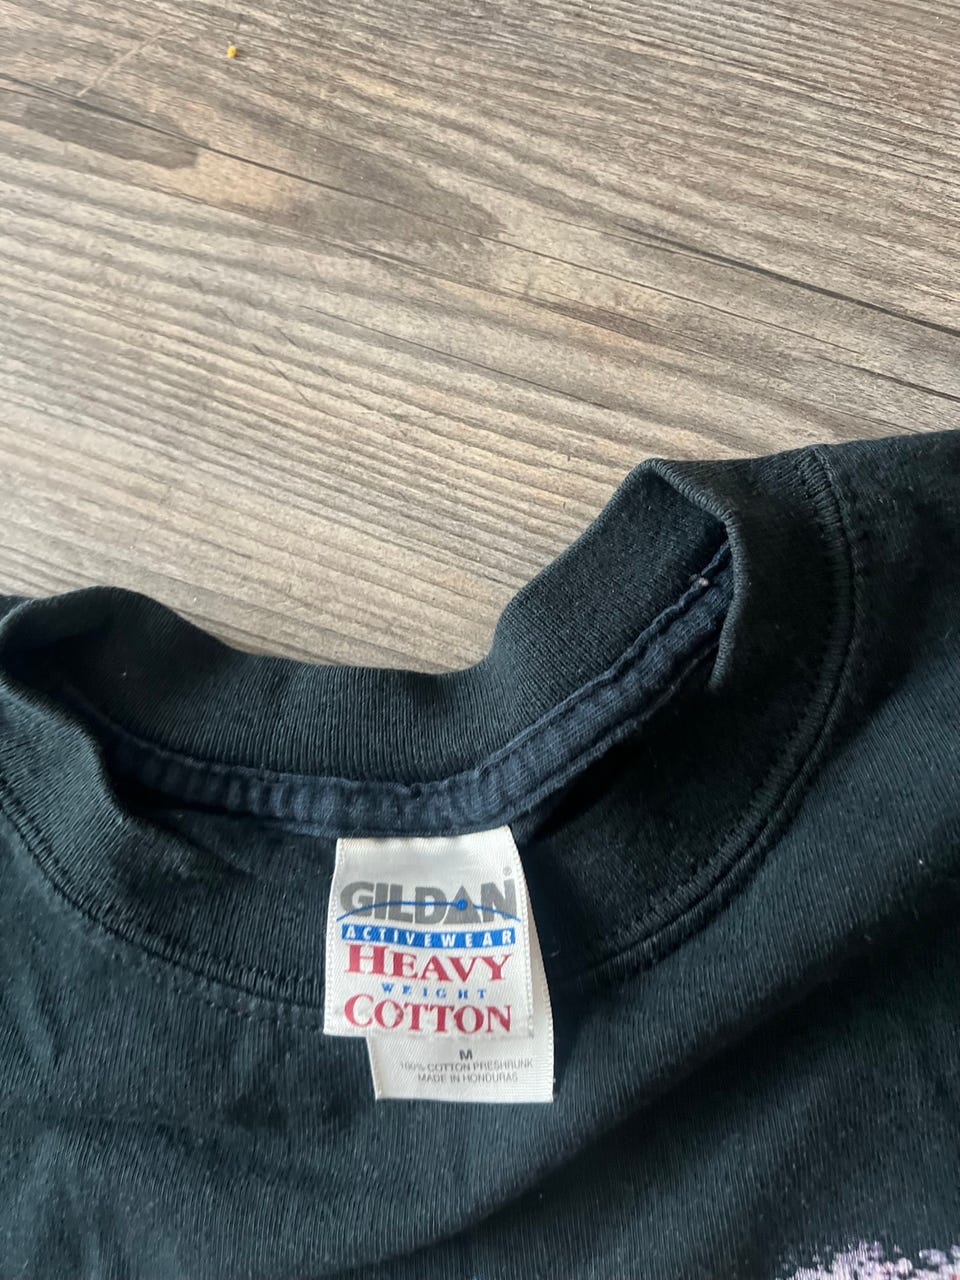 GILDAN®
ACTIVEWEAR
HEAVY
WEIGHT
COTTON
M
100% COTTON PRESHRUNK
MADE IN HONDURAS